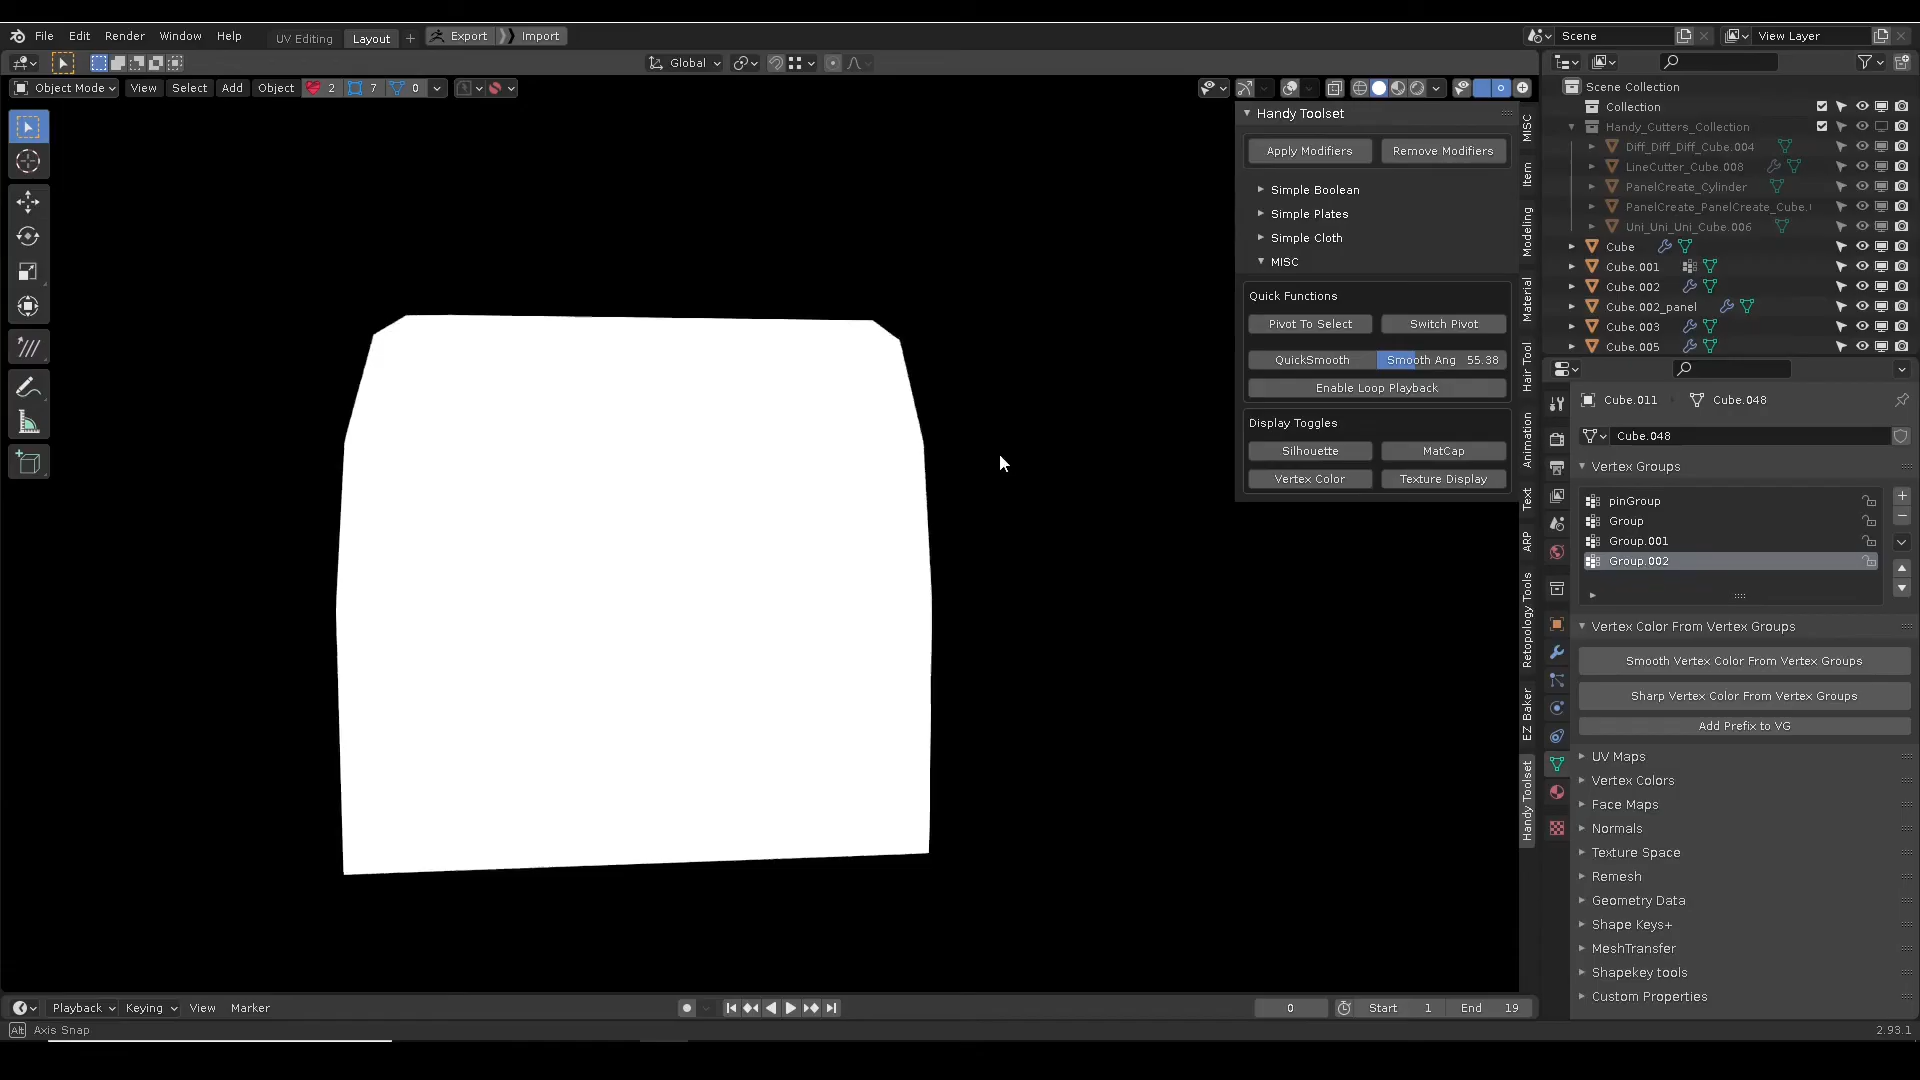 File Edit Render Window Help UV Editing Layout + Export Import Scene View Layer
Global
Object Mode View Select Add Object 2 7 0
Handy Toolset
Apply Modifiers Remove Modifiers
Simple Boolean
Simple Plates
Simple Cloth
MISC
Quick Functions
Pivot To Select Switch Pivot
QuickSmooth Smooth Ang 55.38
Enable Loop Playback
Display Toggles
Silhouette MatCap
Vertex Color Texture Display
MISC
Item
Modeling
Material
Hair Tool
Animation
Text
ARP
Retopology Tools
EZ Baker
Handy Toolset
Scene Collection
Collection
Handy_Cutters_Collection
Diff_Diff_Diff_Cube.004
LineCutter_Cube.008
PanelCreate_Cylinder
PanelCreate_PanelCreate_Cube.
Uni_Uni_Uni_Cube.006
Cube
Cube.001
Cube.002
Cube.002_panel
Cube.003
Cube.005
Cube.011 Cube.048
Cube.048
Vertex Groups
pinGroup
Group
Group.001
Group.002
Vertex Color From Vertex Groups
Smooth Vertex Color From Vertex Groups
Sharp Vertex Color From Vertex Groups
Add Prefix to VG
UV Maps
Vertex Colors
Face Maps
Normals
Texture Space
Remesh
Geometry Data
Shape Keys+
MeshTransfer
Shapekey tools
Custom Properties
Playback Keying View Marker 0 Start 1 End 19
Alt Axis Snap 2.93.1